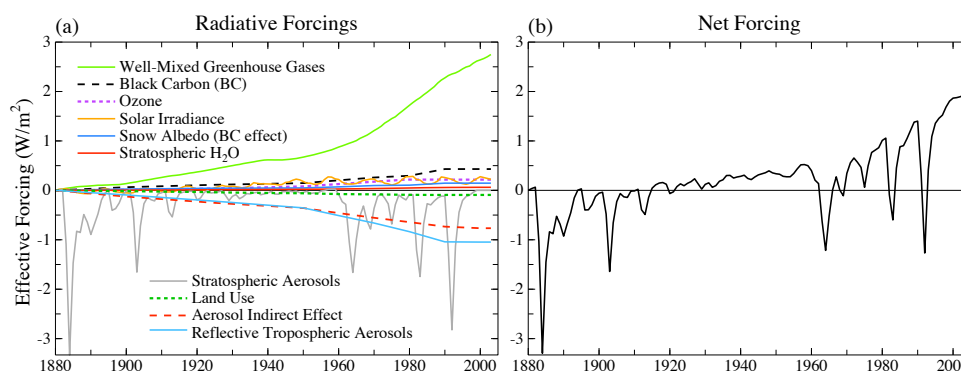 (a) Radiative Forcings
Effective Forcing (W/m²)
3
2
1
0
-1
-2
-3
Well-Mixed Greenhouse Gases
Black Carbon (BC)
Ozone
Solar Irradiance
Snow Albedo (BC effect)
Stratospheric H₂O
Stratospheric Aerosols
Land Use
Aerosol Indirect Effect
Reflective Tropospheric Aerosols
1880 1900 1920 1940 1960 1980 2000
(b) Net Forcing
3
2
1
0
-1
-2
-3
1880 1900 1920 1940 1960 1980 2000